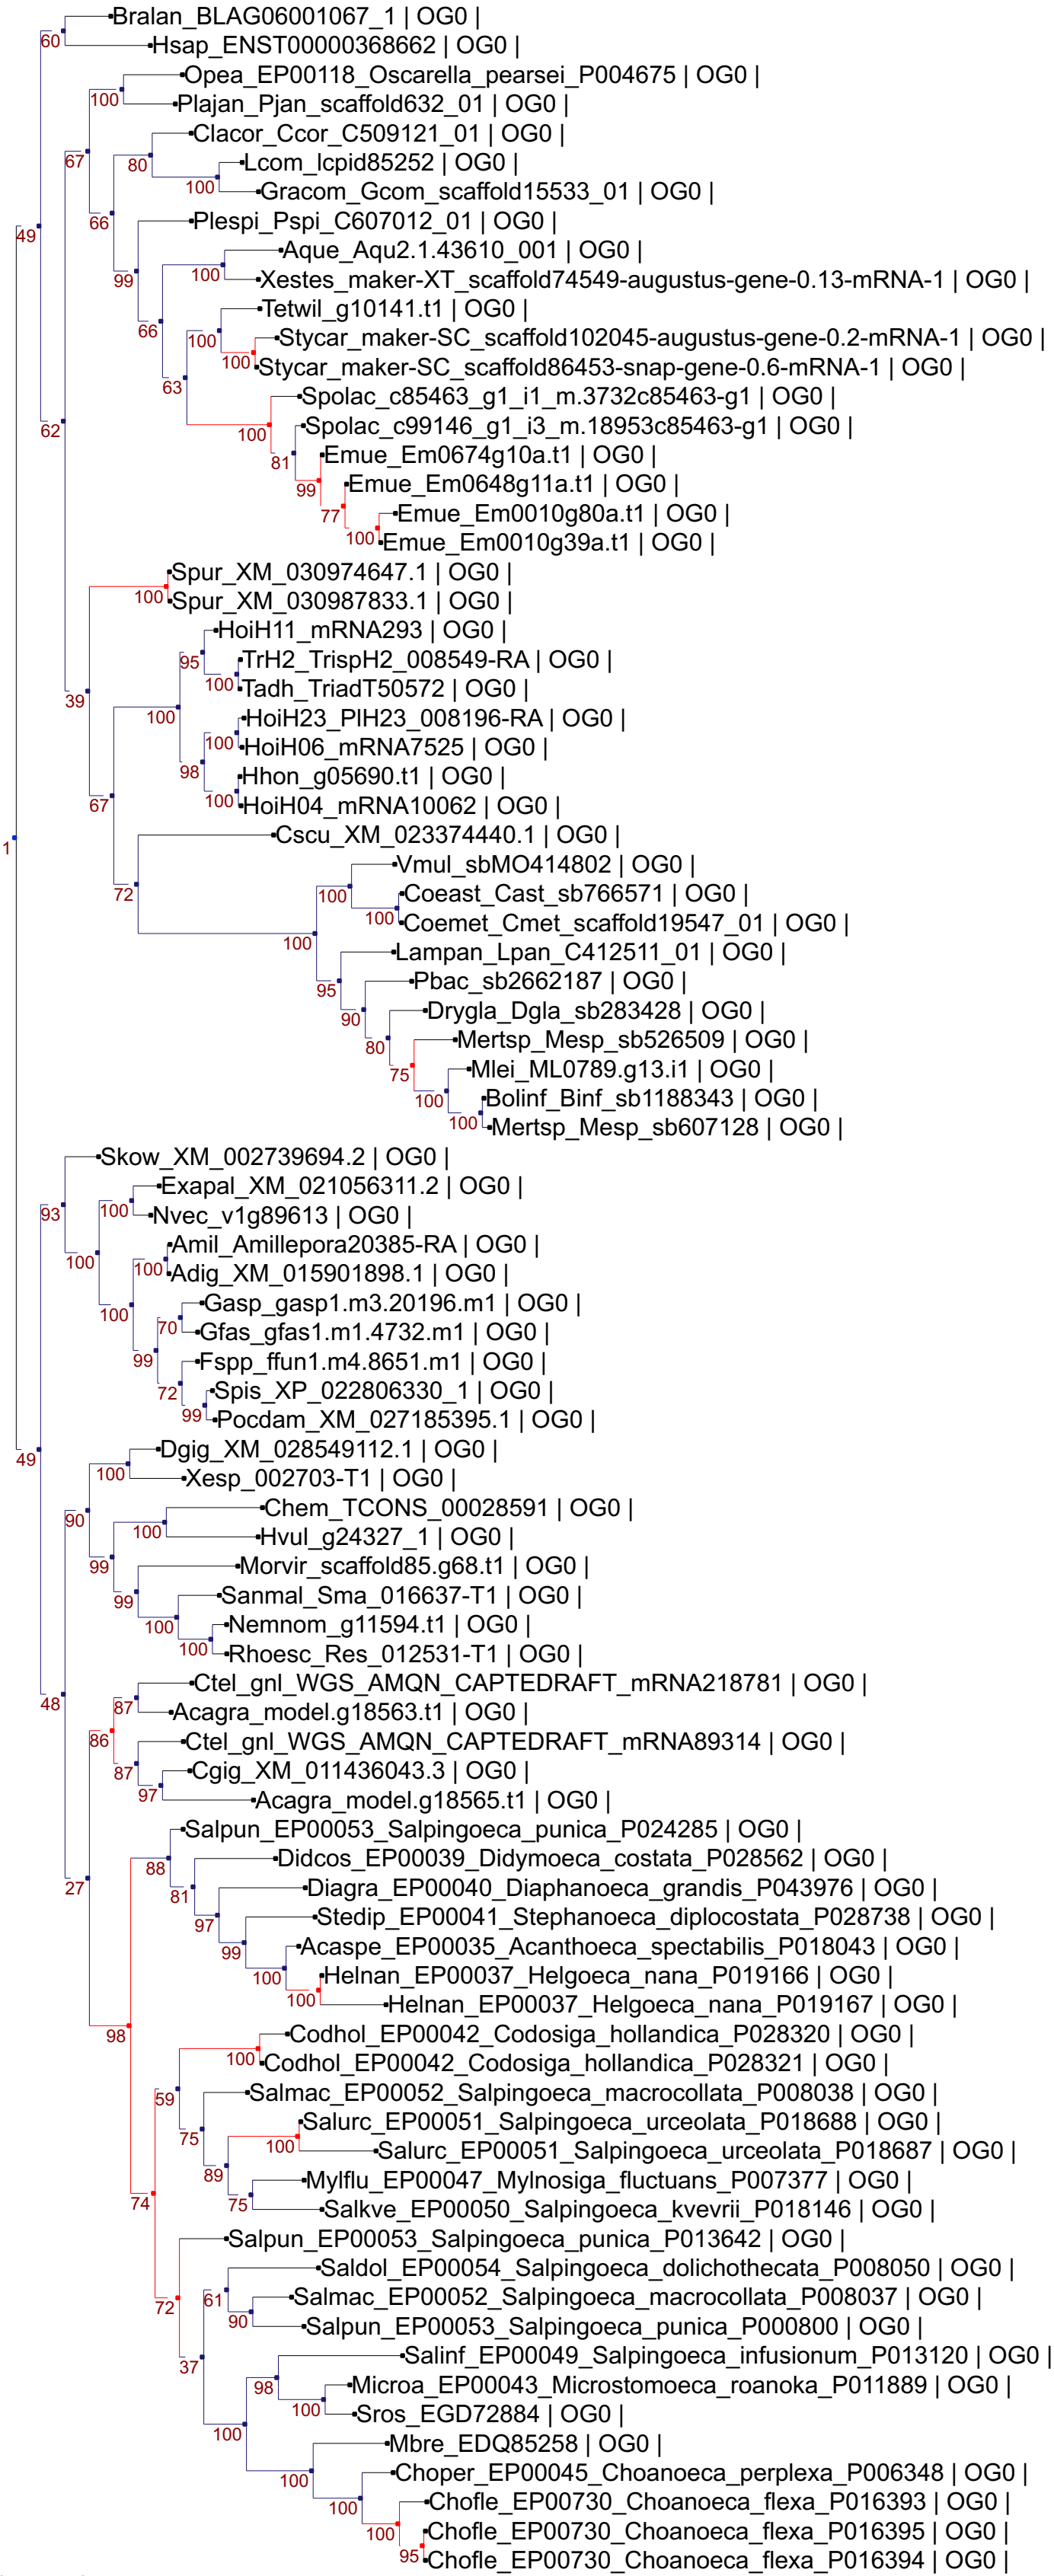 Bralan_BLAG06001067_1 | OG0 |
60
Hsap_ENST00000368662 | OG0 |
Opea_EP00118_Oscarella_pearsei_P004675 | OG0 |
100
Plajan_Pjan_scaffold632_01 | OG0 |
Clacor_Ccor_C509121_01 | OG0 |
67
80
Lcom_lcpid85252 | OG0 |
100
Gracom_Gcom_scaffold15533_01 | OG0 |
66
Plespi_Pspi_C607012_01 | OG0 |
49
Aque_Aqu2.1.43610_001 | OG0 |
100
99
Xestes_maker-XT_scaffold74549-augustus-gene-0.13-mRNA-1 | OG0 |
Tetwil_g10141.t1 | OG0 |
66
100
Stycar_maker-SC_scaffold102045-augustus-gene-0.2-mRNA-1 | OG0 |
100
Stycar_maker-SC_scaffold86453-snap-gene-0.6-mRNA-1 | OG0 |
63
Spolac_c85463_g1_i1_m.3732c85463-g1 | OG0 |
62
100
Spolac_c99146_g1_i3_m.18953c85463-g1 | OG0 |
81
Emue_Em0674g10a.t1 | OG0 |
99
Emue_Em0648g11a.t1 | OG0 |
77
Emue_Em0010g80a.t1 | OG0 |
100
Emue_Em0010g39a.t1 | OG0 |
Spur_XM_030974647.1 | OG0 |
100
Spur_XM_030987833.1 | OG0 |
HoiH11_mRNA293 | OG0 |
95
TrH2_TrispH2_008549-RA | OG0 |
100
Tadh_TriadT50572 | OG0 |
39
100
HoiH23_PlH23_008196-RA | OG0 |
100
HoiH06_mRNA7525 | OG0 |
98
Hhon_g05690.t1 | OG0 |
100
67
HoiH04_mRNA10062 | OG0 |
Cscu_XM_023374440.1 | OG0 |
1
Vmul_sbMO414802 | OG0 |
72
100
Coeast_Cast_sb766571 | OG0 |
100
Coemet_Cmet_scaffold19547_01 | OG0 |
100
Lampan_Lpan_C412511_01 | OG0 |
95
Pbac_sb2662187 | OG0 |
90
Drygla_Dgla_sb283428 | OG0 |
80
Mertsp_Mesp_sb526509 | OG0 |
75
Mlei_ML0789.g13.i1 | OG0 |
100
Bolinf_Binf_sb1188343 | OG0 |
100
Mertsp_Mesp_sb607128 | OG0 |
Skow_XM_002739694.2 | OG0 |
Exapal_XM_021056311.2 | OG0 |
93
100
Nvec_v1g89613 | OG0 |
Amil_Amillepora20385-RA | OG0 |
100
100
Adig_XM_015901898.1 | OG0 |
Gasp_gasp1.m3.20196.m1 | OG0 |
100
70
Gfas_gfas1.m1.4732.m1 | OG0 |
99
Fspp_ffun1.m4.8651.m1 | OG0 |
72
Spis_XP_022806330_1 | OG0 |
99
Pocdam_XM_027185395.1 | OG0 |
Dgig_XM_028549112.1 | OG0 |
49
100
Xesp_002703-T1 | OG0 |
Chem_TCONS_00028591 | OG0 |
90
100
Hvul_g24327_1 | OG0 |
99
Morvir_scaffold85.g68.t1 | OG0 |
99
Sanmal_Sma_016637-T1 | OG0 |
100
Nemnom_g11594.t1 | OG0 |
100
Rhoesc_Res_012531-T1 | OG0 |
Ctel_gnl_WGS_AMQN_CAPTEDRAFT_mRNA218781 | OG0 |
48
87
Acagra_model.g18563.t1 | OG0 |
86
Ctel_gnl_WGS_AMQN_CAPTEDRAFT_mRNA89314 | OG0 |
87
Cgig_XM_011436043.3 | OG0 |
97
Acagra_model.g18565.t1 | OG0 |
Salpun_EP00053_Salpingoeca_punica_P024285 | OG0 |
88
Didcos_EP00039_Didymoeca_costata_P028562 | OG0 |
27
81
Diagra_EP00040_Diaphanoeca_grandis_P043976 | OG0 |
97
Stedip_EP00041_Stephanoeca_diplocostata_P028738 | OG0 |
99
Acaspe_EP00035_Acanthoeca_spectabilis_P018043 | OG0 |
100
Helnan_EP00037_Helgoeca_nana_P019166 | OG0 |
100
Helnan_EP00037_Helgoeca_nana_P019167 | OG0 |
98
Codhol_EP00042_Codosiga_hollandica_P028320 | OG0 |
100
Codhol_EP00042_Codosiga_hollandica_P028321 | OG0 |
59
Salmac_EP00052_Salpingoeca_macrocollata_P008038 | OG0 |
75
Salurc_EP00051_Salpingoeca_urceolata_P018688 | OG0 |
100
Salurc_EP00051_Salpingoeca_urceolata_P018687 | OG0 |
89
Mylflu_EP00047_Mylnosiga_fluctuans_P007377 | OG0 |
74
75
Salkve_EP00050_Salpingoeca_kvevrii_P018146 | OG0 |
Salpun_EP00053_Salpingoeca_punica_P013642 | OG0 |
Saldol_EP00054_Salpingoeca_dolichothecata_P008050 | OG0 |
61
72
Salmac_EP00052_Salpingoeca_macrocollata_P008037 | OG0 |
90
Salpun_EP00053_Salpingoeca_punica_P000800 | OG0 |
37
Salinf_EP00049_Salpingoeca_infusionum_P013120 | OG0 |
98
Microa_EP00043_Microstomoeca_roanoka_P011889 | OG0 |
100
Sros_EGD72884 | OG0 |
100
Mbre_EDQ85258 | OG0 |
100
Choper_EP00045_Choanoeca_perplexa_P006348 | OG0 |
100
Chofle_EP00730_Choanoeca_flexa_P016393 | OG0 |
100
Chofle_EP00730_Choanoeca_flexa_P016395 | OG0 |
95
Chofle_EP00730_Choanoeca_flexa_P016394 | OG0 |